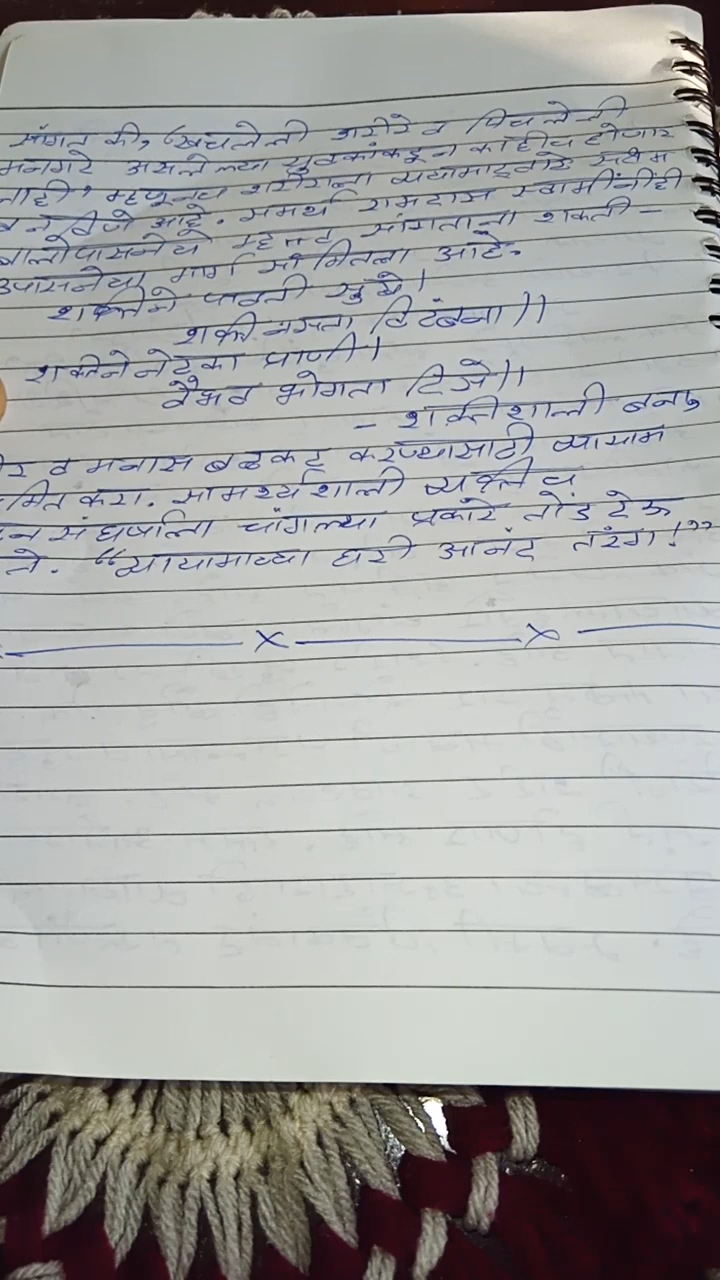 सांगत की, "खचलेली शरीरे व पिचलेली
मनगटे असलेल्या युवकांकडून काहीच होणार
नाही" म्हणूनच शरीराला व्यायामाद्वारे सक्षम
बनविजे आहे. समर्थ रामदास स्वामींनीही
बालोपासनेचे महत्व सांगताना शक्ती -
उपासनेचा मार्ग सांगितला आहे.
शक्तीने पावती सुखे।
शक्ती नसता विटंबना।।
शक्तीने नेटका प्राणी।
वैभव भोगता दिसे।।
- शक्तीशाली बना,
र व मनास बळकट करण्यासाठी व्यायाम
मित करा. सामर्थ्यशाली व्यक्तीच
न संघर्षाला चांगल्या प्रकारे तोंड देऊ
ते. "व्यायामाच्या घरी आनंद तरंग!"